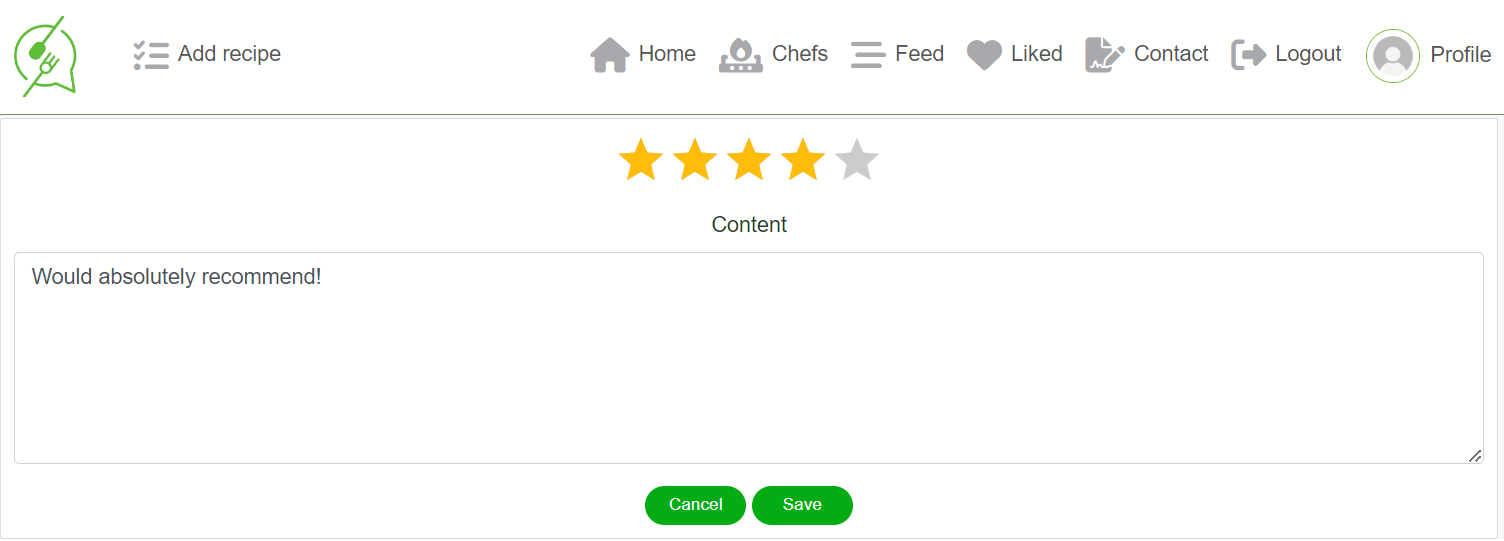 Add recipe Home Chefs Feed Liked Contact Logout Profile
Content
Would absolutely recommend!
Cancel Save